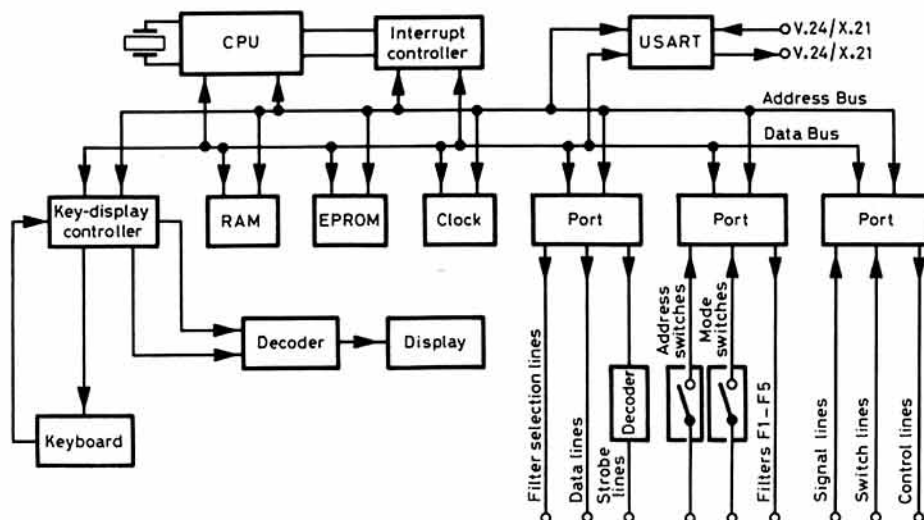 CPU
Interrupt
controller
USART
V.24/X.21
V.24/X.21
Address Bus
Data Bus
Key-display
controller
RAM
EPROM
Clock
Port
Port
Port
Decoder
Display
Keyboard
Filter selection lines
Data lines
Strobe
lines
Decoder
Address
switches
Mode
switches
Filters F1-F5
Signal lines
Switch lines
Control lines